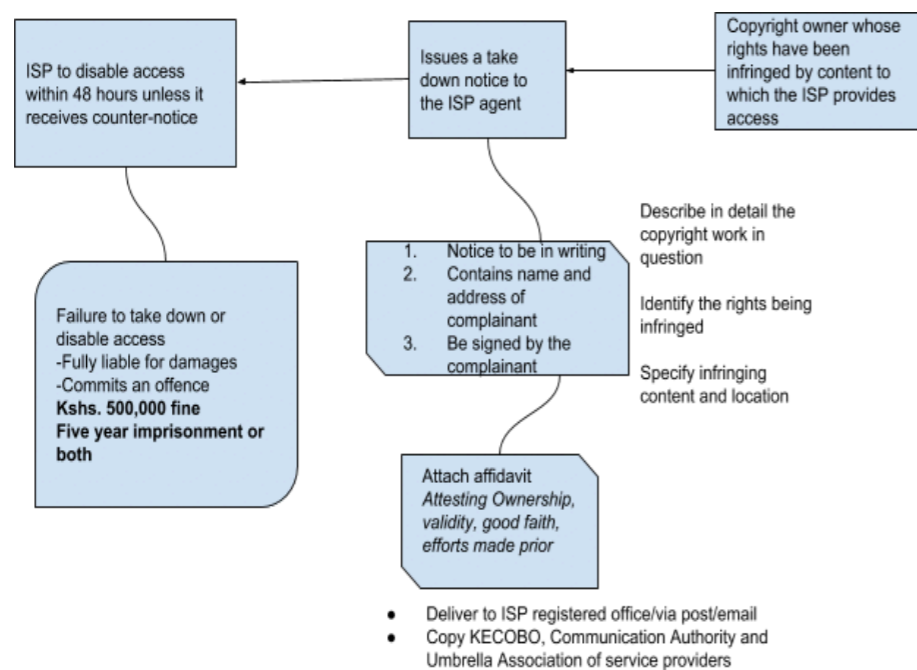 Copyright owner whose
rights have been
infringed by content to
which the ISP provides
access
Issues a take
down notice to
the ISP agent
ISP to disable access
within 48 hours unless it
receives counter-notice
Failure to take down or
disable access
-Fully liable for damages
-Commits an offence
Kshs. 500,000 fine
Five year imprisonment or
both
1. Notice to be in writing
2. Contains name and
address of
complainant
3. Be signed by the
complainant
Describe in detail the
copyright work in
question
Identify the rights being
infringed
Specify infringing
content and location
Attach affidavit
Attesting Ownership,
validity, good faith,
efforts made prior
● Deliver to ISP registered office/via post/email
● Copy KECOBO, Communication Authority and
Umbrella Association of service providers